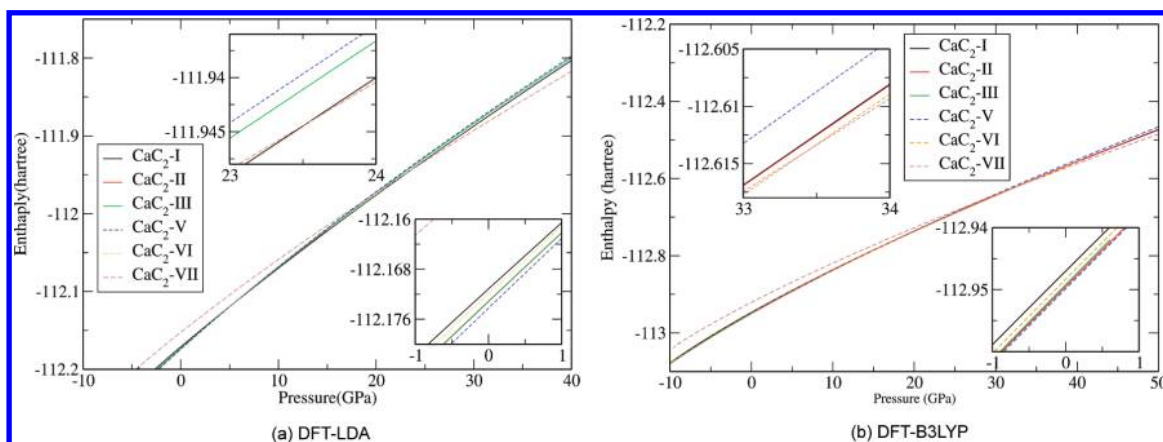 -111.8
-111.9
-112
-112.1
-112.2
Enthaply(hartree)
-10
0
10
20
30
40
Pressure(GPa)
CaC2-I
CaC2-II
CaC2-III
CaC2-V
CaC2-VI
CaC2-VII
-111.94
-111.945
23
24
-112.16
-112.168
-112.176
-1
0
1
(a) DFT-LDA
-112.2
-112.4
-112.6
-112.8
-113
Enthalpy (hartree)
-10
0
10
20
30
40
50
Pressure (GPa)
CaC2-I
CaC2-II
CaC2-III
CaC2-V
CaC2-VI
CaC2-VII
-112.605
-112.61
-112.615
33
34
-112.94
-112.95
-1
0
1
(b) DFT-B3LYP